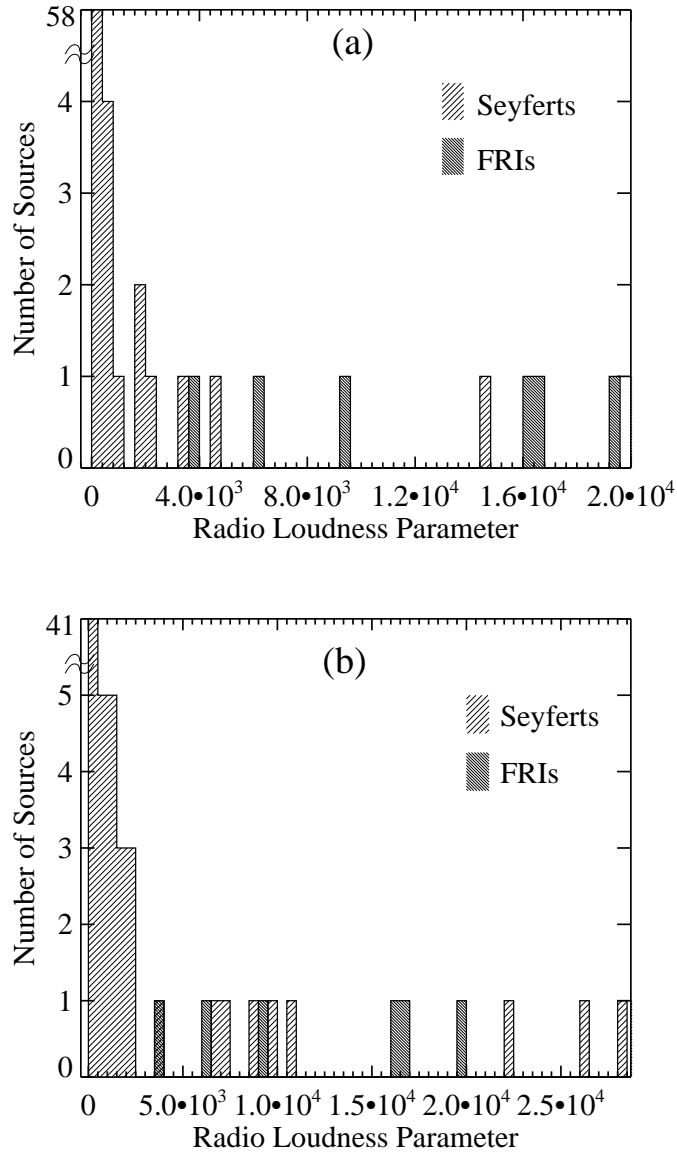 58
(a)
4
Seyferts
3
FRIs
2
1
0
Number of Sources
0 4.0•10³ 8.0•10³ 1.2•10⁴ 1.6•10⁴ 2.0•10⁴
Radio Loudness Parameter
41
(b)
5
Seyferts
4
FRIs
3
2
1
0
Number of Sources
0 5.0•10³ 1.0•10⁴ 1.5•10⁴ 2.0•10⁴ 2.5•10⁴
Radio Loudness Parameter